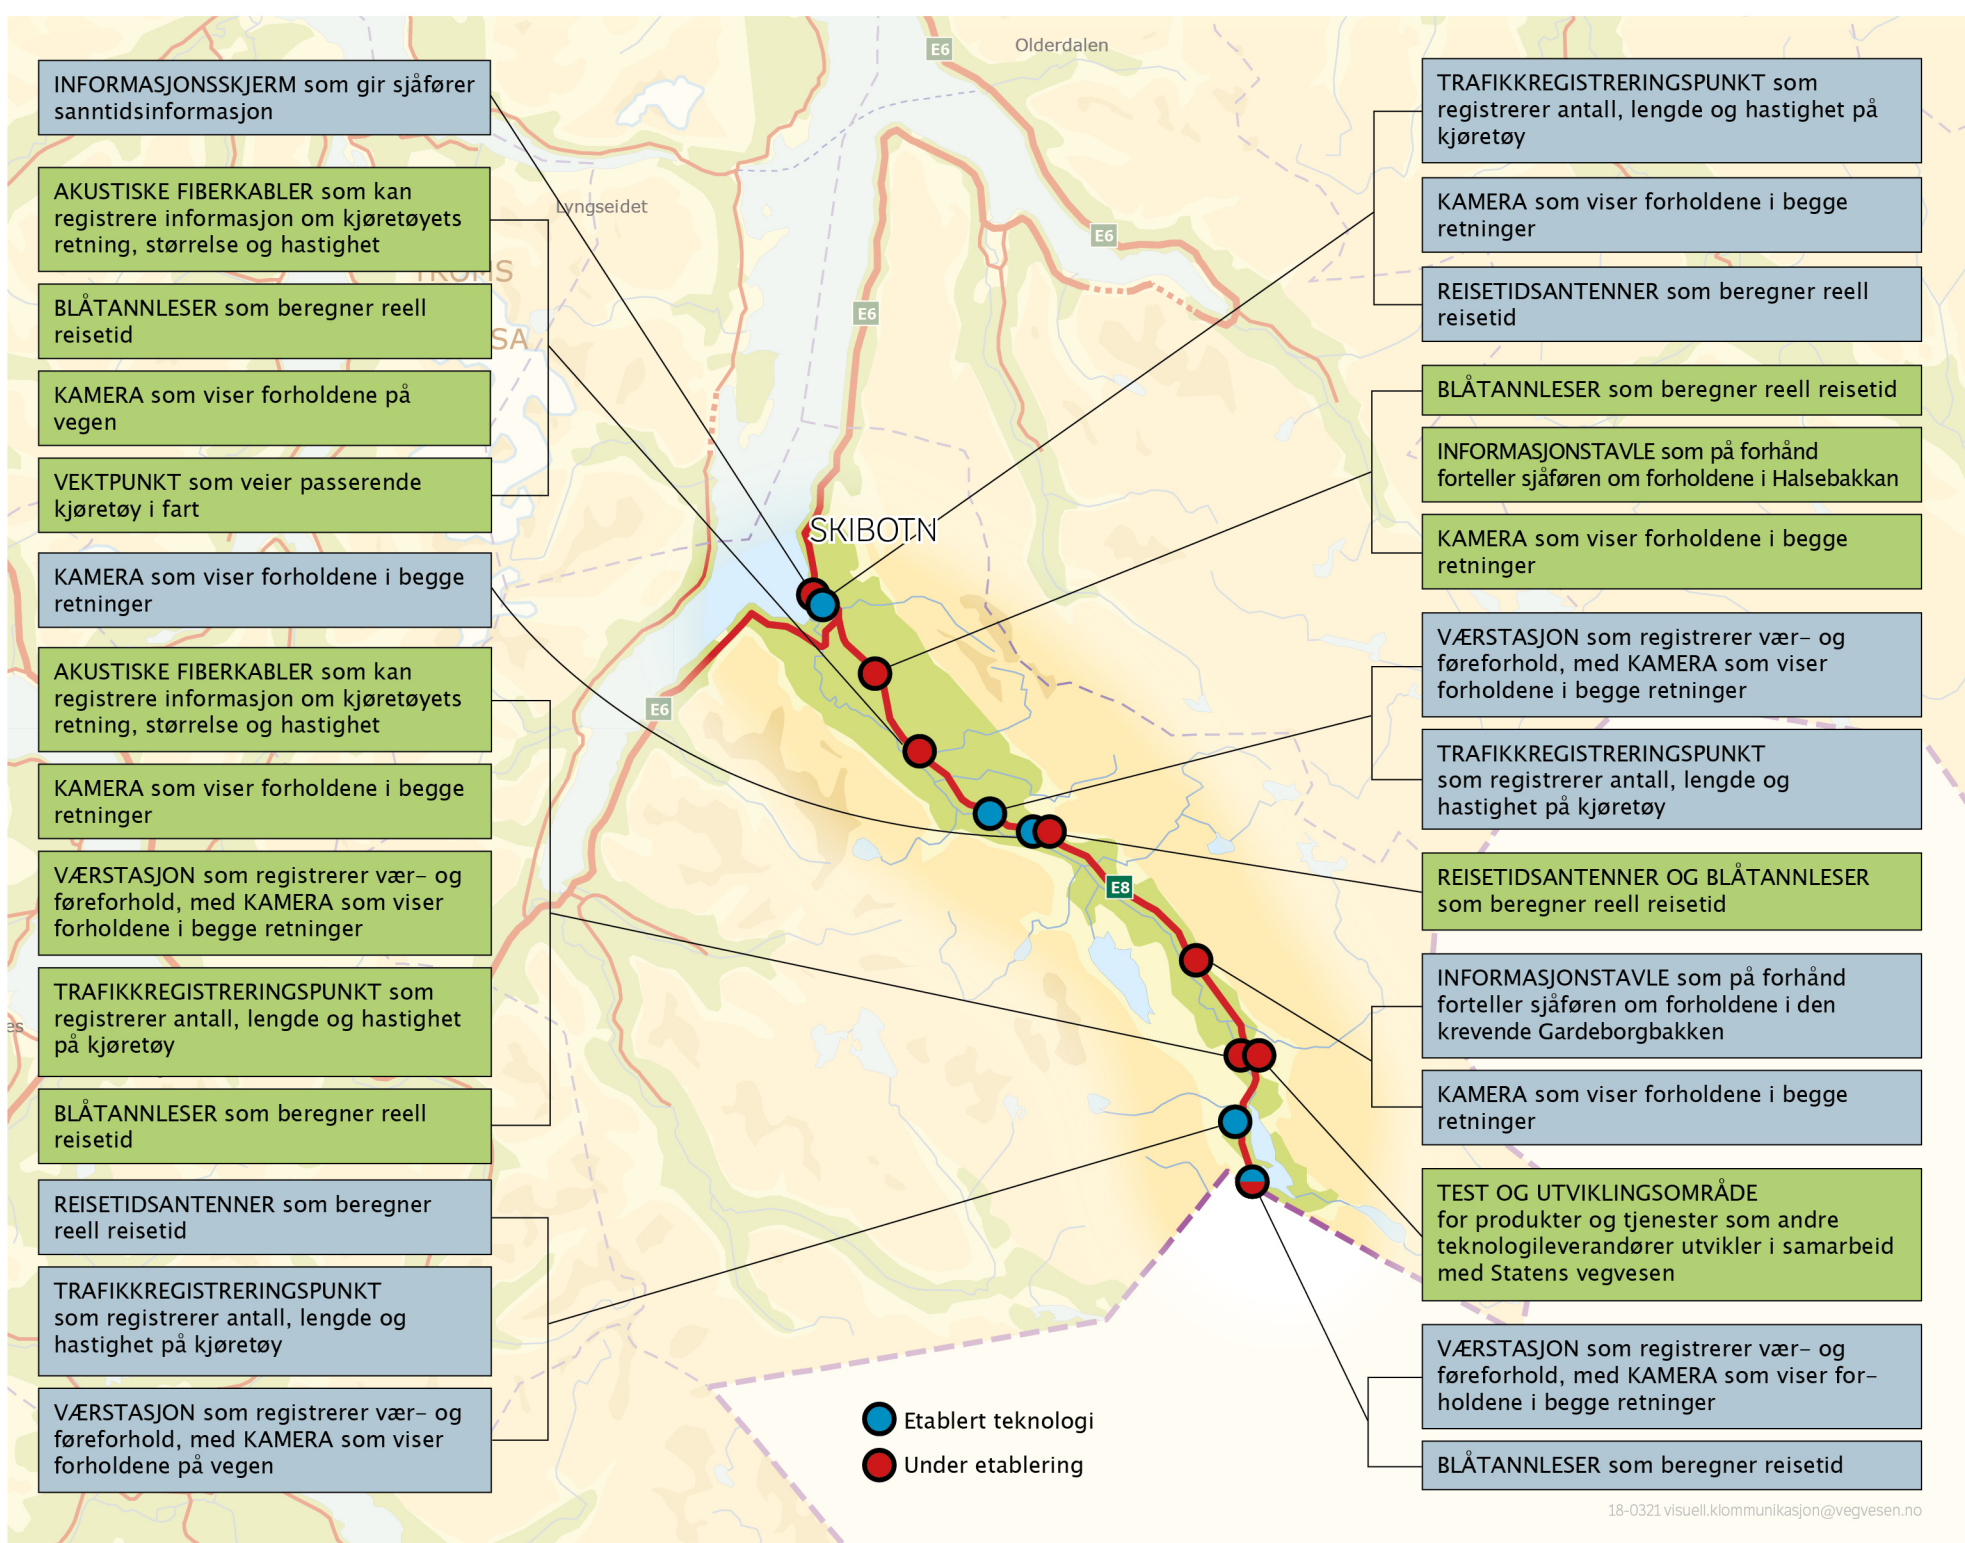 INFORMASJONSSKJERM som gir sjåfører
sanntidsinformasjon
AKUSTISKE FIBERKABLER som kan
registrere informasjon om kjøretøyets
retning, størrelse og hastighet
BLÅTANNLESER som beregner reell
reisetid
KAMERA som viser forholdene på
vegen
VEKTPUNKT som veier passerende
kjøretøy i fart
KAMERA som viser forholdene i begge
retninger
AKUSTISKE FIBERKABLER som kan
registrere informasjon om kjøretøyets
retning, størrelse og hastighet
KAMERA som viser forholdene i begge
retninger
VÆRSTASJON som registrerer vær- og
føreforhold, med KAMERA som viser
forholdene i begge retninger
TRAFIKKREGISTRERINGSPUNKT som
registrerer antall, lengde og hastighet
på kjøretøy
BLÅTANNLESER som beregner reell
reisetid
REISETIDSANTENNER som beregner
reell reisetid
TRAFIKKREGISTRERINGSPUNKT
som registrerer antall, lengde og
hastighet på kjøretøy
VÆRSTASJON som registrerer vær- og
føreforhold, med KAMERA som viser
forholdene på vegen
E6
Olderdalen
Lyngseidet
E6
E6
TROMS
SA
SKIBOTN
E6
E8
es
Etablert teknologi
Under etablering
TRAFIKKREGISTRERINGSPUNKT som
registrerer antall, lengde og hastighet på
kjøretøy
KAMERA som viser forholdene i begge
retninger
REISETIDSANTENNER som beregner reell
reisetid
BLÅTANNLESER som beregner reell reisetid
INFORMASJONSTAVLE som på forhånd
forteller sjåføren om forholdene i Halsebakkan
KAMERA som viser forholdene i begge
retninger
VÆRSTASJON som registrerer vær- og
føreforhold, med KAMERA som viser
forholdene i begge retninger
TRAFIKKREGISTRERINGSPUNKT
som registrerer antall, lengde og
hastighet på kjøretøy
REISETIDSANTENNER OG BLÅTANNLESER
som beregner reell reisetid
INFORMASJONSTAVLE som på forhånd
forteller sjåføren om forholdene i den
krevende Gardeborgbakken
KAMERA som viser forholdene i begge
retninger
TEST OG UTVIKLINGSOMRÅDE
for produkter og tjenester som andre
teknologileverandører utvikler i samarbeid
med Statens vegvesen
VÆRSTASJON som registrerer vær- og
føreforhold, med KAMERA som viser for-
holdene i begge retninger
BLÅTANNLESER som beregner reisetid
18-0321 visuell.klommunikasjon@vegvesen.no